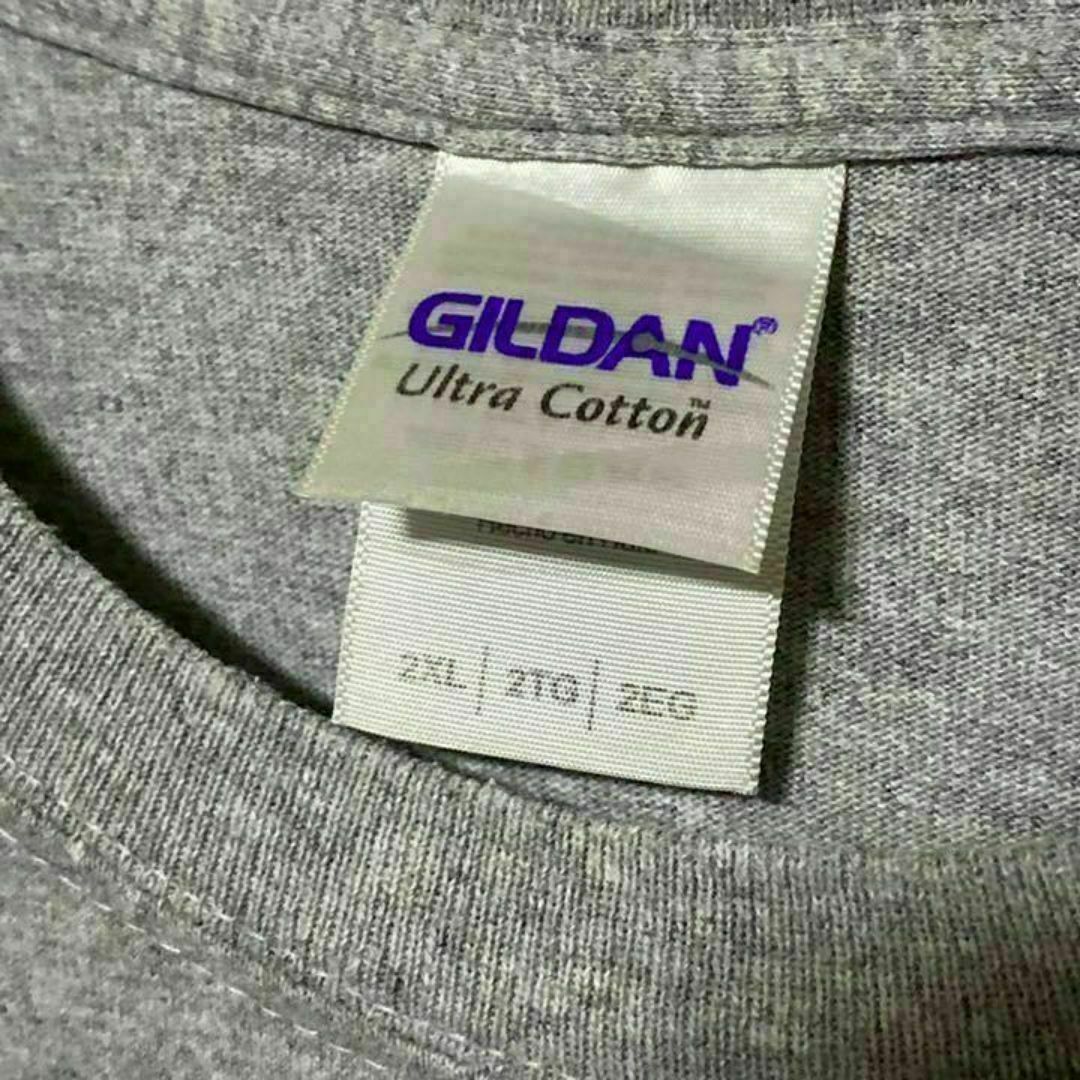 GILDAN®
Ultra Cotton™
2XL | 2TG | 2EG